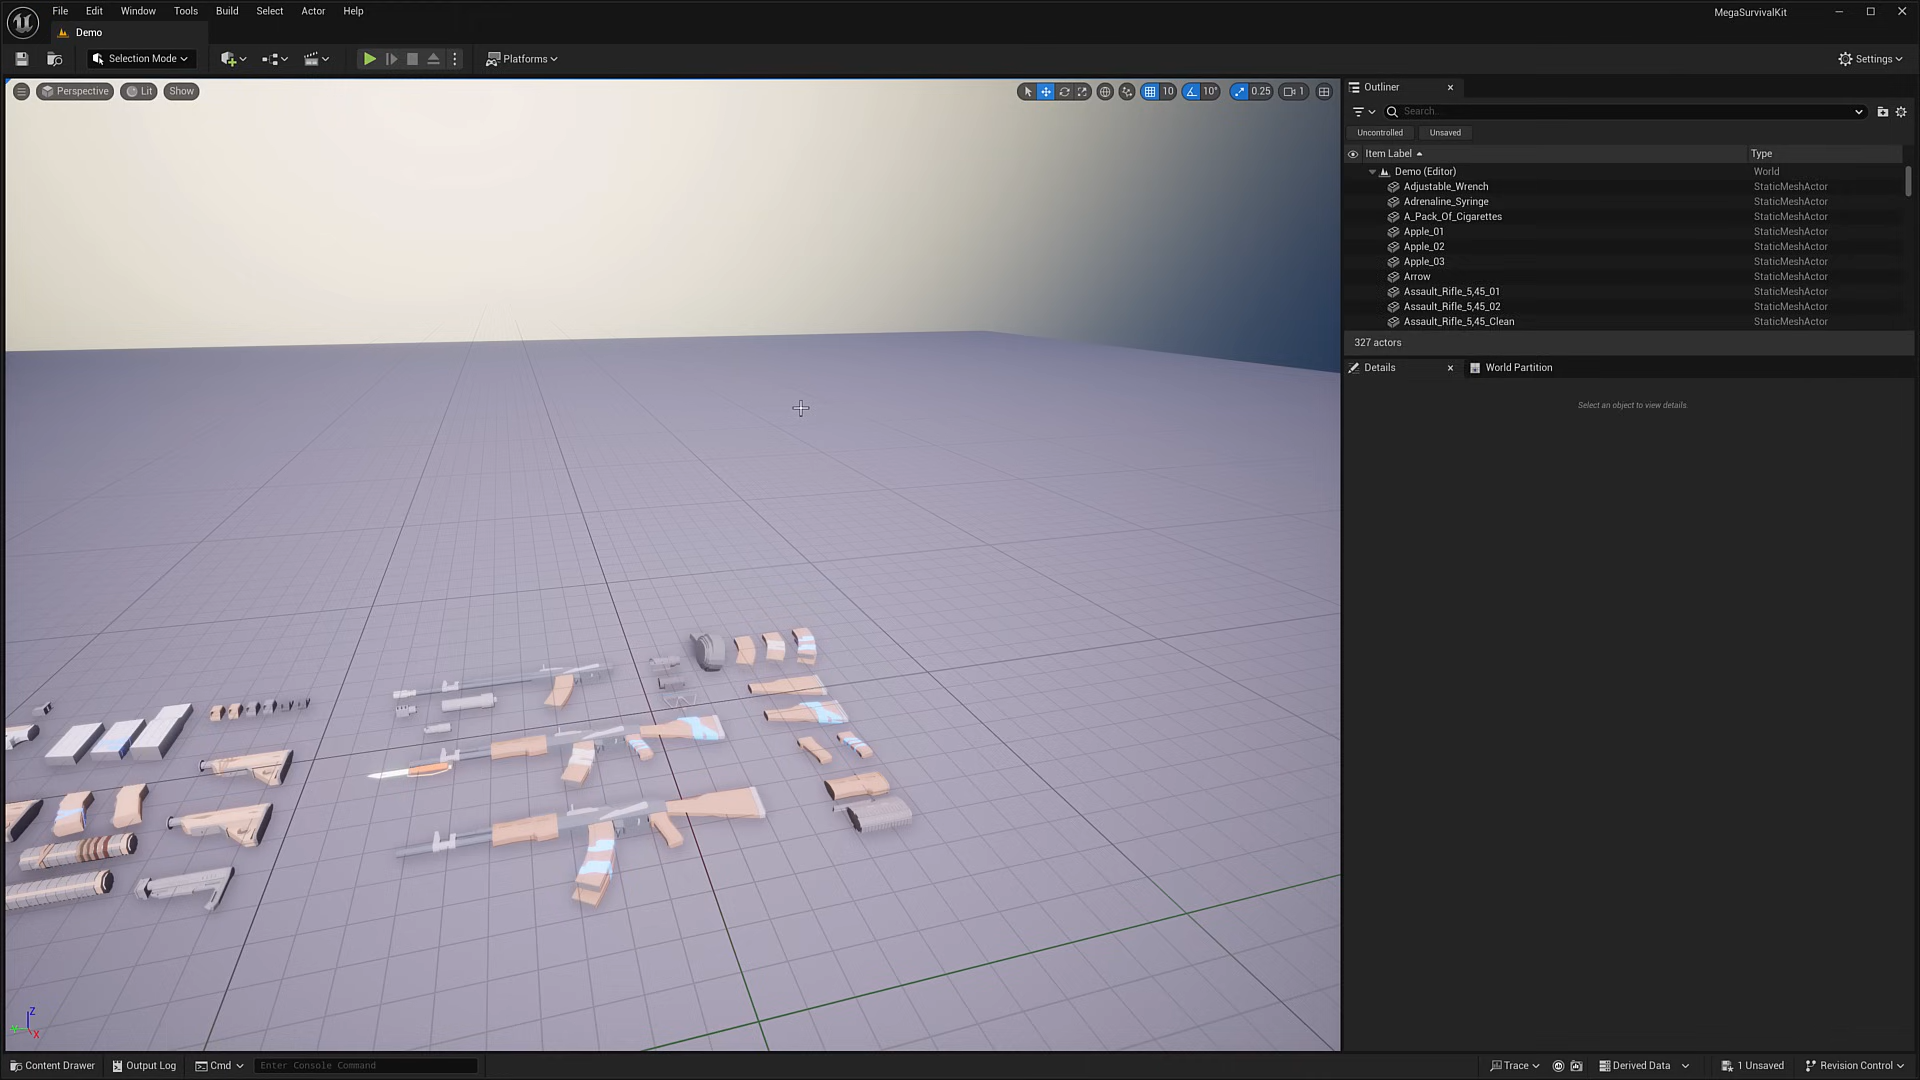 File Edit Window Tools Build Select Actor Help
MegaSurvivalKit
Demo
Selection Mode
Platforms
Settings
Perspective Lit Show
10 10° 0.25 1
Outliner
Search...
Uncontrolled Unsaved
Item Label Type
Demo (Editor) World
Adjustable_Wrench StaticMeshActor
Adrenaline_Syringe StaticMeshActor
A_Pack_Of_Cigarettes StaticMeshActor
Apple_01 StaticMeshActor
Apple_02 StaticMeshActor
Apple_03 StaticMeshActor
Arrow StaticMeshActor
Assault_Rifle_5,45_01 StaticMeshActor
Assault_Rifle_5,45_02 StaticMeshActor
Assault_Rifle_5,45_Clean StaticMeshActor
327 actors
Details World Partition
Select an object to view details.
Z
X
Content Drawer Output Log Cmd Enter Console Command
Trace Derived Data 1 Unsaved Revision Control